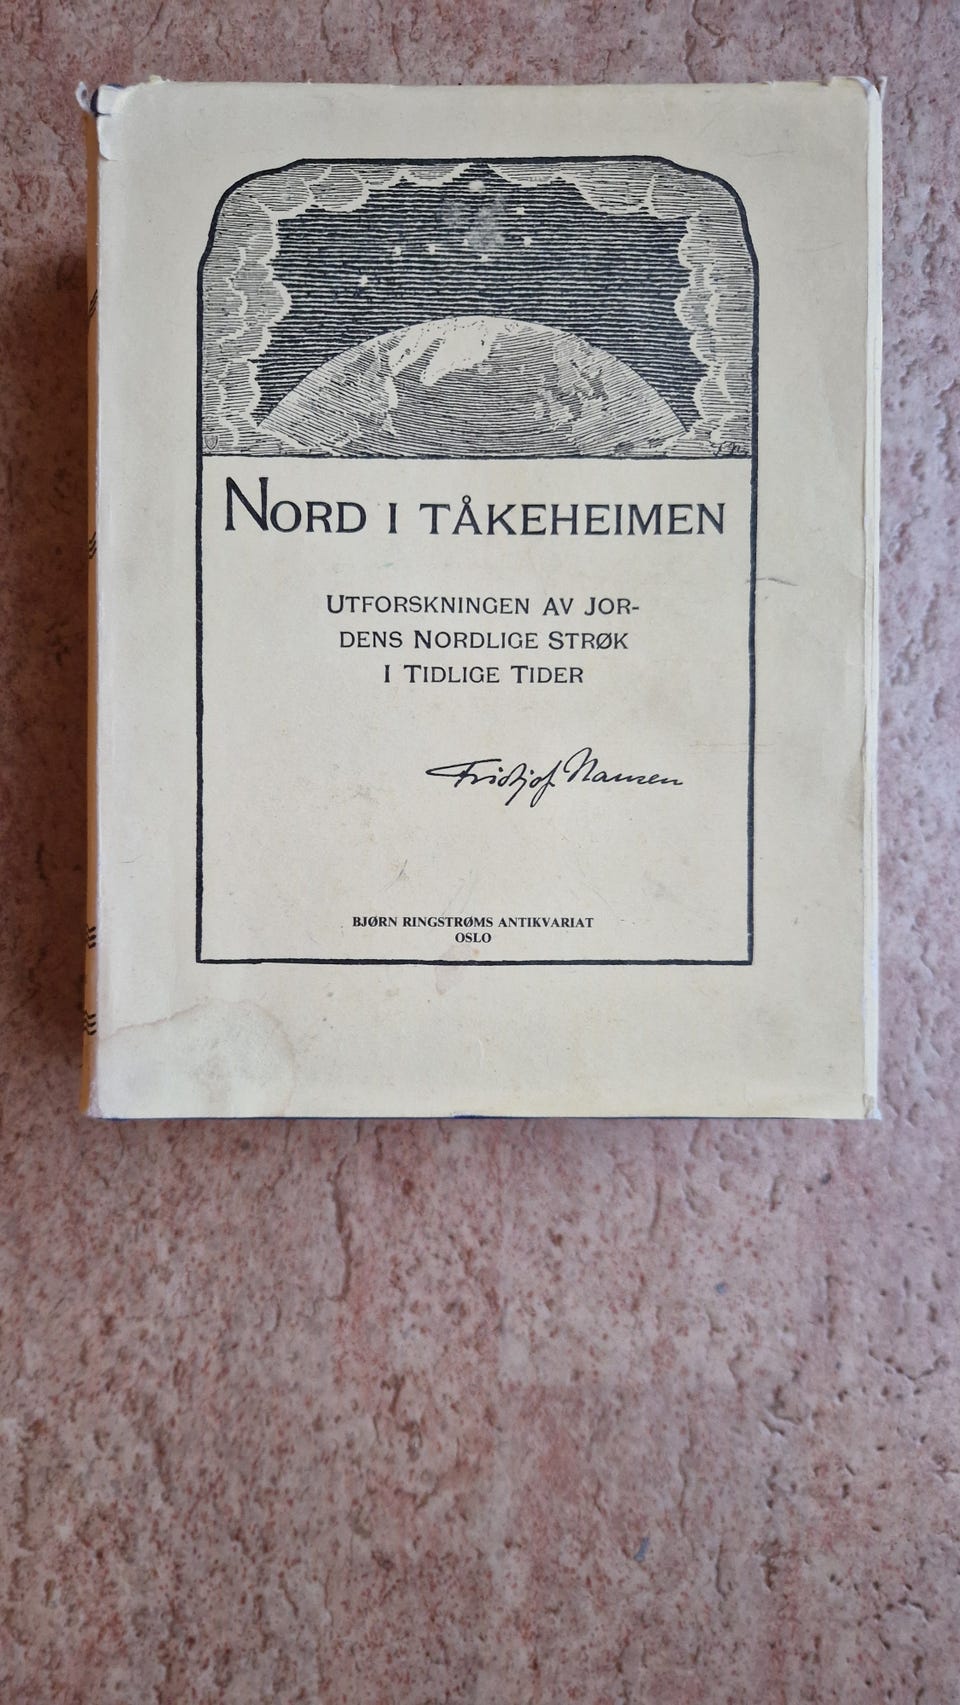 NORD I TÅKEHEIMEN
UTFORSKNINGEN AV JOR-
DENS NORDLIGE STRØK
I TIDLIGE TIDER
Fridtjof Nansen
BJØRN RINGSTRØMS ANTIKVARIAT
OSLO